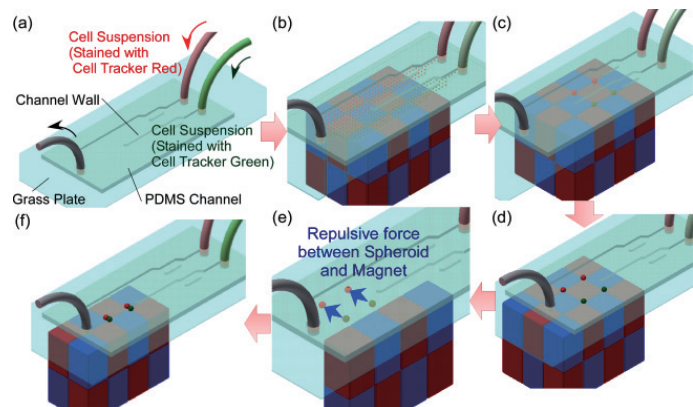 (a)
Cell Suspension
(Stained with
Cell Tracker Red)
Channel Wall
Cell Suspension
(Stained with
Cell Tracker Green)
Grass Plate
PDMS Channel
(b)
(c)
(f)
(e)
Repulsive force
between Spheroid
and Magnet
(d)